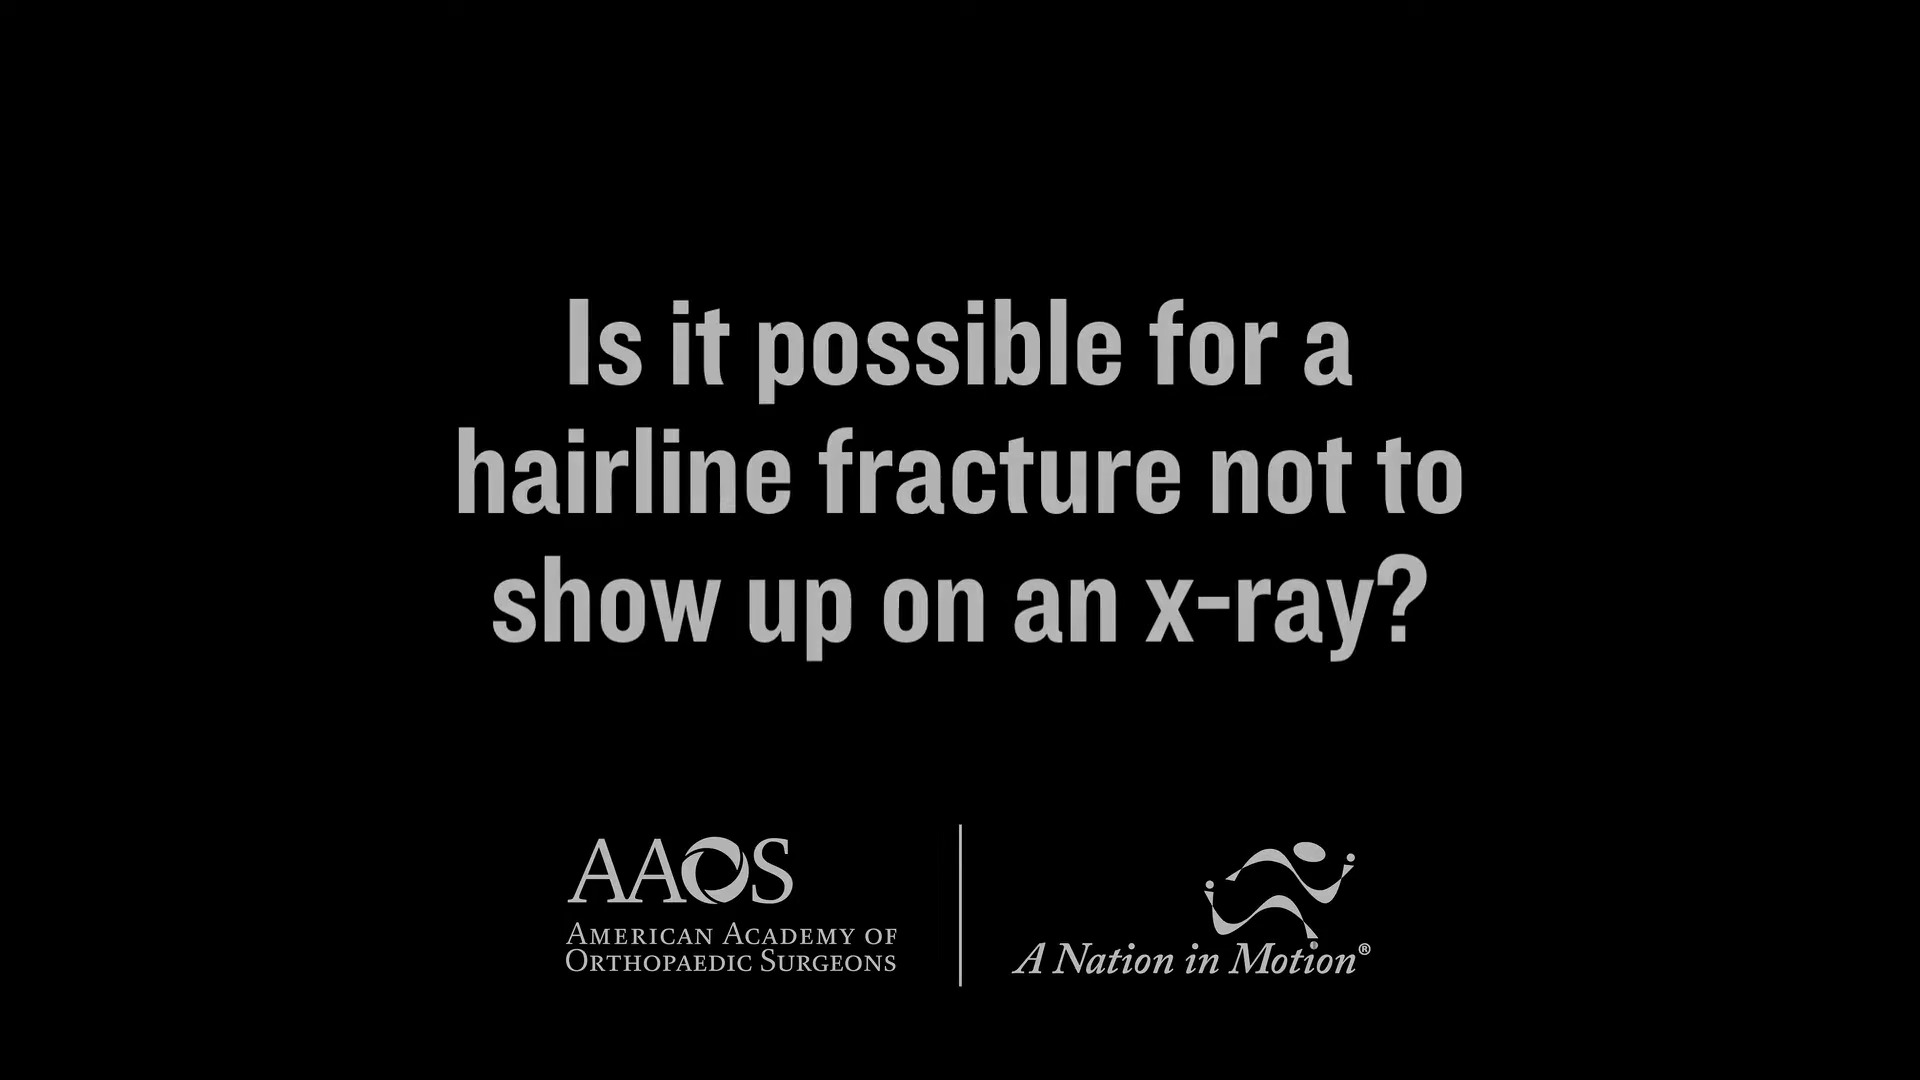 Is it possible for a
hairline fracture not to
show up on an x-ray?
AAOS
AMERICAN ACADEMY OF
ORTHOPAEDIC SURGEONS
A Nation in Motion®